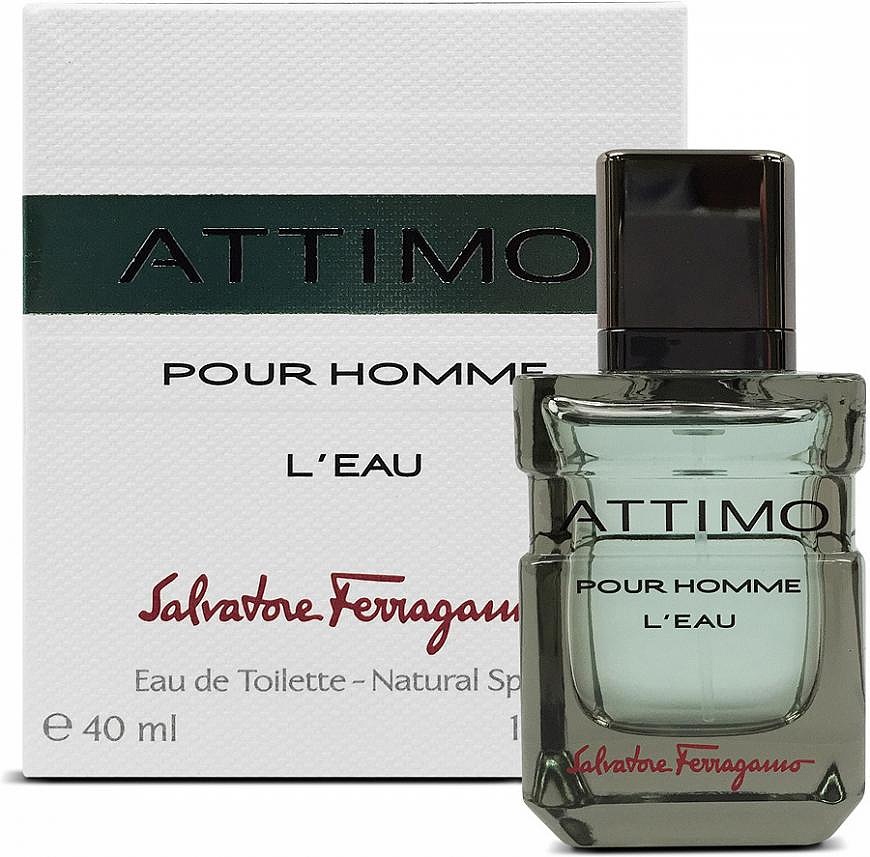 ATTIMO
POUR HOMME
L'EAU
Salvatore Ferragamo
Eau de Toilette - Natural Sp
℮ 40 ml 1
ATTIMO
POUR HOMME
L'EAU
Salvatore Ferragamo